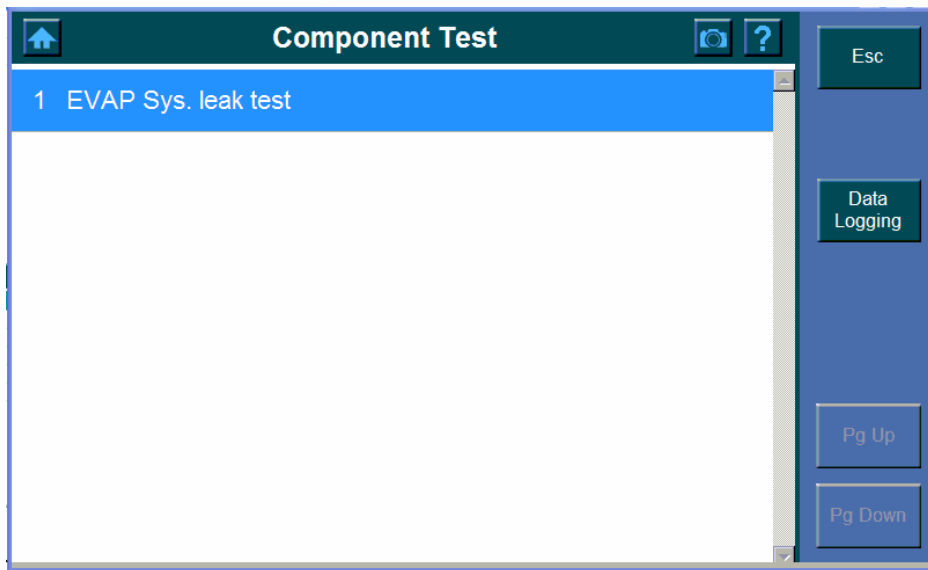 Component Test
?
Esc
1 EVAP Sys. leak test
Data
Logging
Pg Up
Pg Down